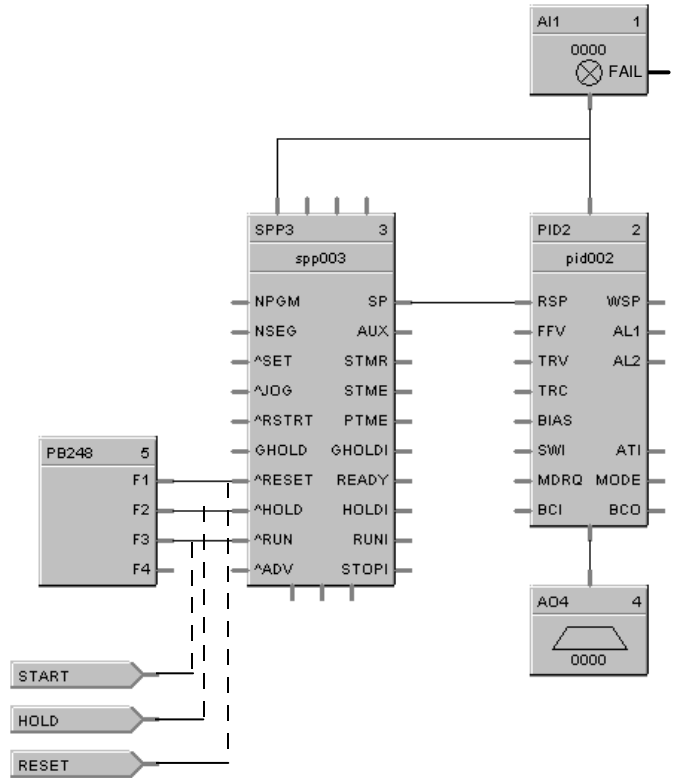 AI1 1
0000
FAIL
SPP3 3
spp003
NPGM SP
NSEG AUX
^SET STMR
^JOG STME
^RSTRT PTME
GHOLD GHOLDI
^RESET READY
^HOLD HOLDI
^RUN RUNI
^ADV STOPI
PID2 2
pid002
RSP WSP
FFV AL1
TRV AL2
TRC
BIAS
SWI ATI
MDRQ MODE
BCI BCO
PB248 5
F1
F2
F3
F4
AO4 4
0000
START
HOLD
RESET